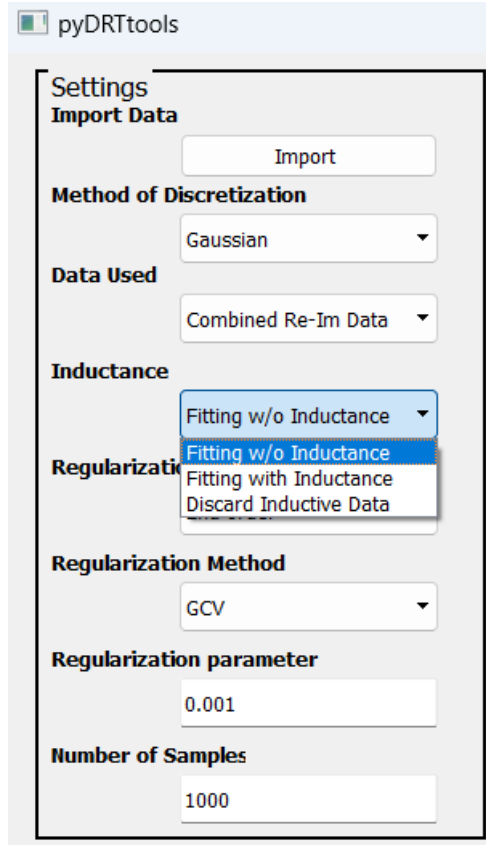 pyDRTtools
Settings
Import Data
Import
Method of Discretization
Gaussian
Data Used
Combined Re-Im Data
Inductance
Fitting w/o Inductance
Fitting w/o Inductance
Fitting with Inductance
Discard Inductive Data
Regularization Method
GCV
Regularization parameter
0.001
Number of Samples
1000